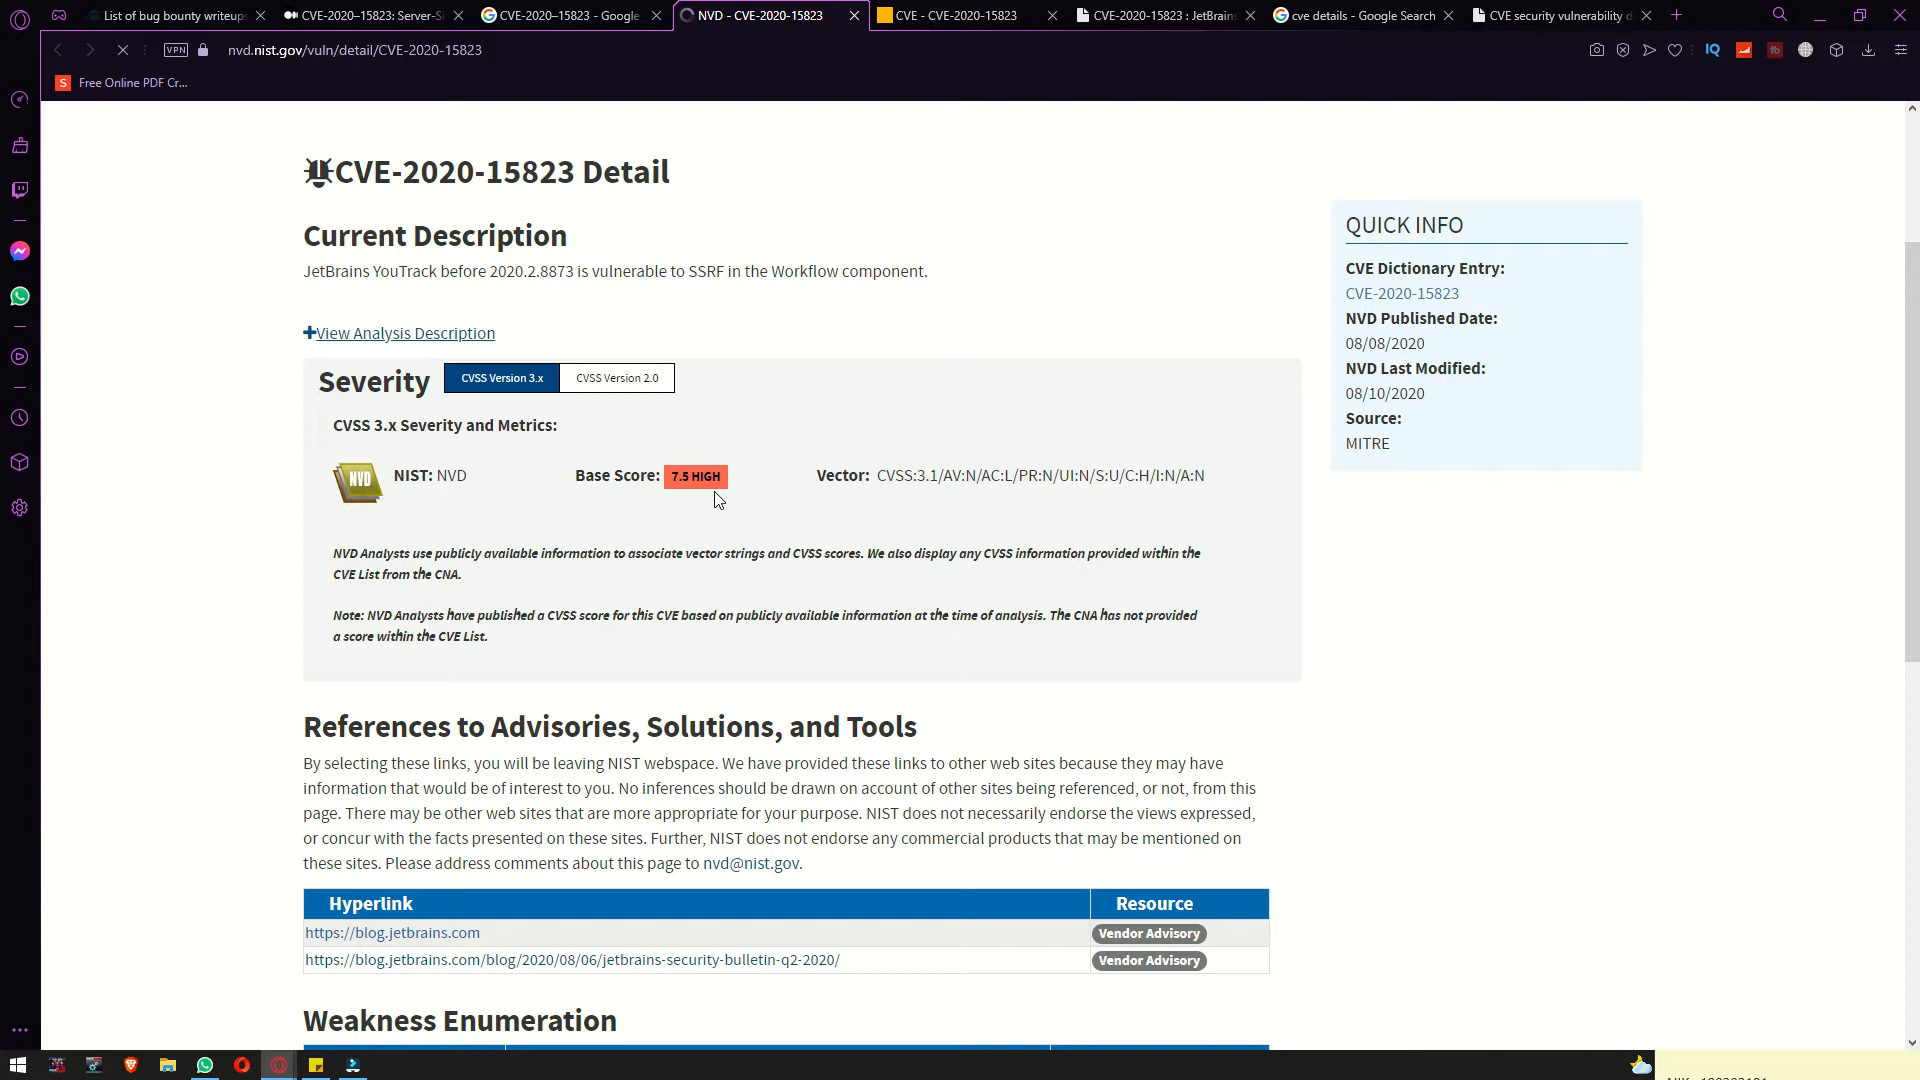 List of bug bounty writeups
CVE-2020–15823: Server-S
CVE-2020–15823 - Google
NVD - CVE-2020-15823
CVE - CVE-2020-15823
CVE-2020-15823 : JetBrains
cve details - Google Search
CVE security vulnerability d
VPN
nvd.nist.gov/vuln/detail/CVE-2020-15823
IQ
S
Free Online PDF Cr...
CVE-2020-15823 Detail
Current Description
JetBrains YouTrack before 2020.2.8873 is vulnerable to SSRF in the Workflow component.
View Analysis Description
Severity
CVSS Version 3.x
CVSS Version 2.0
CVSS 3.x Severity and Metrics:
NVD
NIST: NVD
Base Score: 7.5 HIGH
Vector: CVSS:3.1/AV:N/AC:L/PR:N/UI:N/S:U/C:H/I:N/A:N
NVD Analysts use publicly available information to associate vector strings and CVSS scores. We also display any CVSS information provided within the
CVE List from the CNA.
Note: NVD Analysts have published a CVSS score for this CVE based on publicly available information at the time of analysis. The CNA has not provided
a score within the CVE List.
QUICK INFO
CVE Dictionary Entry:
CVE-2020-15823
NVD Published Date:
08/08/2020
NVD Last Modified:
08/10/2020
Source:
MITRE
References to Advisories, Solutions, and Tools
By selecting these links, you will be leaving NIST webspace. We have provided these links to other web sites because they may have
information that would be of interest to you. No inferences should be drawn on account of other sites being referenced, or not, from this
page. There may be other web sites that are more appropriate for your purpose. NIST does not necessarily endorse the views expressed,
or concur with the facts presented on these sites. Further, NIST does not endorse any commercial products that may be mentioned on
these sites. Please address comments about this page to nvd@nist.gov.
Hyperlink
Resource
https://blog.jetbrains.com
Vendor Advisory
https://blog.jetbrains.com/blog/2020/08/06/jetbrains-security-bulletin-q2-2020/
Vendor Advisory
Weakness Enumeration